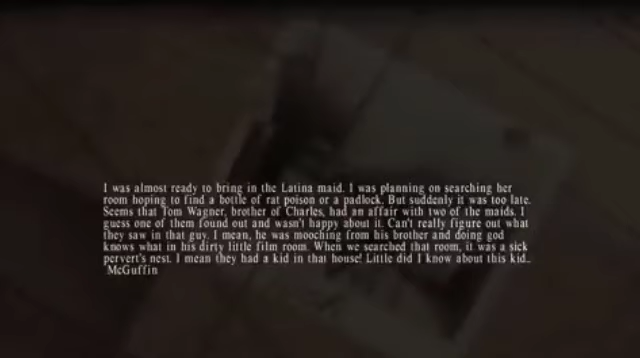 I was almost ready to bring in the Latina maid. I was planning on searching her
room hoping to find a bottle of rat poison or a padlock. But suddenly it was too late.
Seems that Tom Wagner, brother of Charles, had an affair with two of the maids. I
guess one of them found out and wasn't happy about it. Can't really figure out what
they saw in that guy. I mean, he was mooching from his brother and doing god
knows what in his dirty little film room. When we searched that room, it was a sick
pervert's nest. I mean they had a kid in that house! Little did I know about this kid..
McGuffin